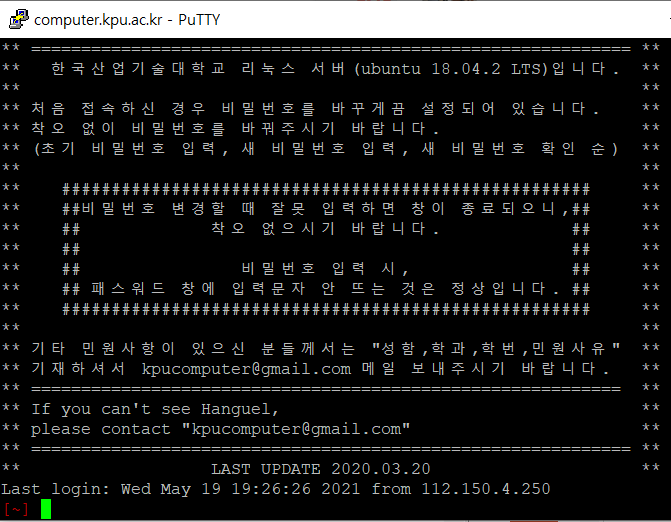 computer.kpu.ac.kr - PuTTY
** ============================================================ **
** 한국산업기술대학교 리눅스 서버(ubuntu 18.04.2 LTS)입니다. **
** **
** 처음 접속하신 경우 비밀번호를 바꾸게끔 설정되어 있습니다. **
** 착오 없이 비밀번호를 바꿔주시기 바랍니다. **
** (초기 비밀번호 입력, 새 비밀번호 입력, 새 비밀번호 확인 순) **
** **
** ##################################################### **
** ##비밀번호 변경할 때 잘못 입력하면 창이 종료되오니,## **
** ## 착오 없으시기 바랍니다. ## **
** ## ## **
** ## 비밀번호 입력 시, ## **
** ## 패스워드 창에 입력문자 안 뜨는 것은 정상입니다. ## **
** ##################################################### **
** **
** 기타 민원사항이 있으신 분들께서는 "성함,학과,학번,민원사유" **
** 기재하셔서 kpucomputer@gmail.com 메일 보내주시기 바랍니다. **
** =========================================================== **
** If you can't see Hanguel, **
** please contact "kpucomputer@gmail.com" **
** ============================================================ **
** LAST UPDATE 2020.03.20 **
Last login: Wed May 19 19:26:26 2021 from 112.150.4.250
[~]